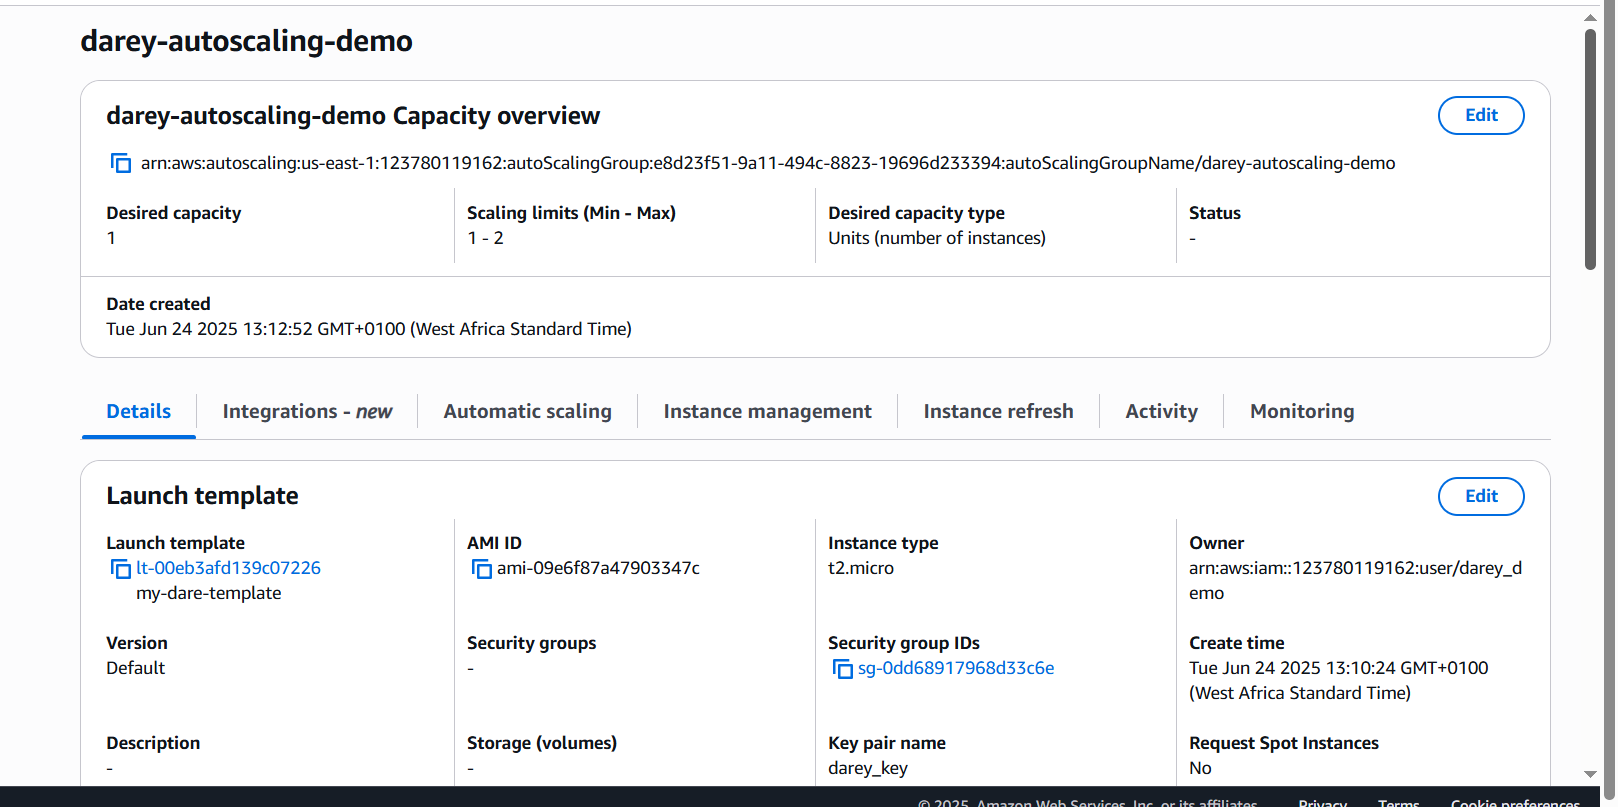 darey-autoscaling-demo
darey-autoscaling-demo Capacity overview
Edit
arn:aws:autoscaling:us-east-1:123780119162:autoScalingGroup:e8d23f51-9a11-494c-8823-19696d233394:autoScalingGroupName/darey-autoscaling-demo
Desired capacity
1
Scaling limits (Min - Max)
1 - 2
Desired capacity type
Units (number of instances)
Status
-
Date created
Tue Jun 24 2025 13:12:52 GMT+0100 (West Africa Standard Time)
Details
Integrations - new
Automatic scaling
Instance management
Instance refresh
Activity
Monitoring
Launch template
Edit
Launch template
lt-00eb3afd139c07226
my-dare-template
AMI ID
ami-09e6f87a47903347c
Instance type
t2.micro
Owner
arn:aws:iam::123780119162:user/darey_d
emo
Version
Default
Security groups
-
Security group IDs
sg-0dd68917968d33c6e
Create time
Tue Jun 24 2025 13:10:24 GMT+0100
(West Africa Standard Time)
Description
-
Storage (volumes)
-
Key pair name
darey_key
Request Spot Instances
No
© 2025, Amazon Web Services, Inc. or its affiliates.
Privacy
Terms
Cookie preferences